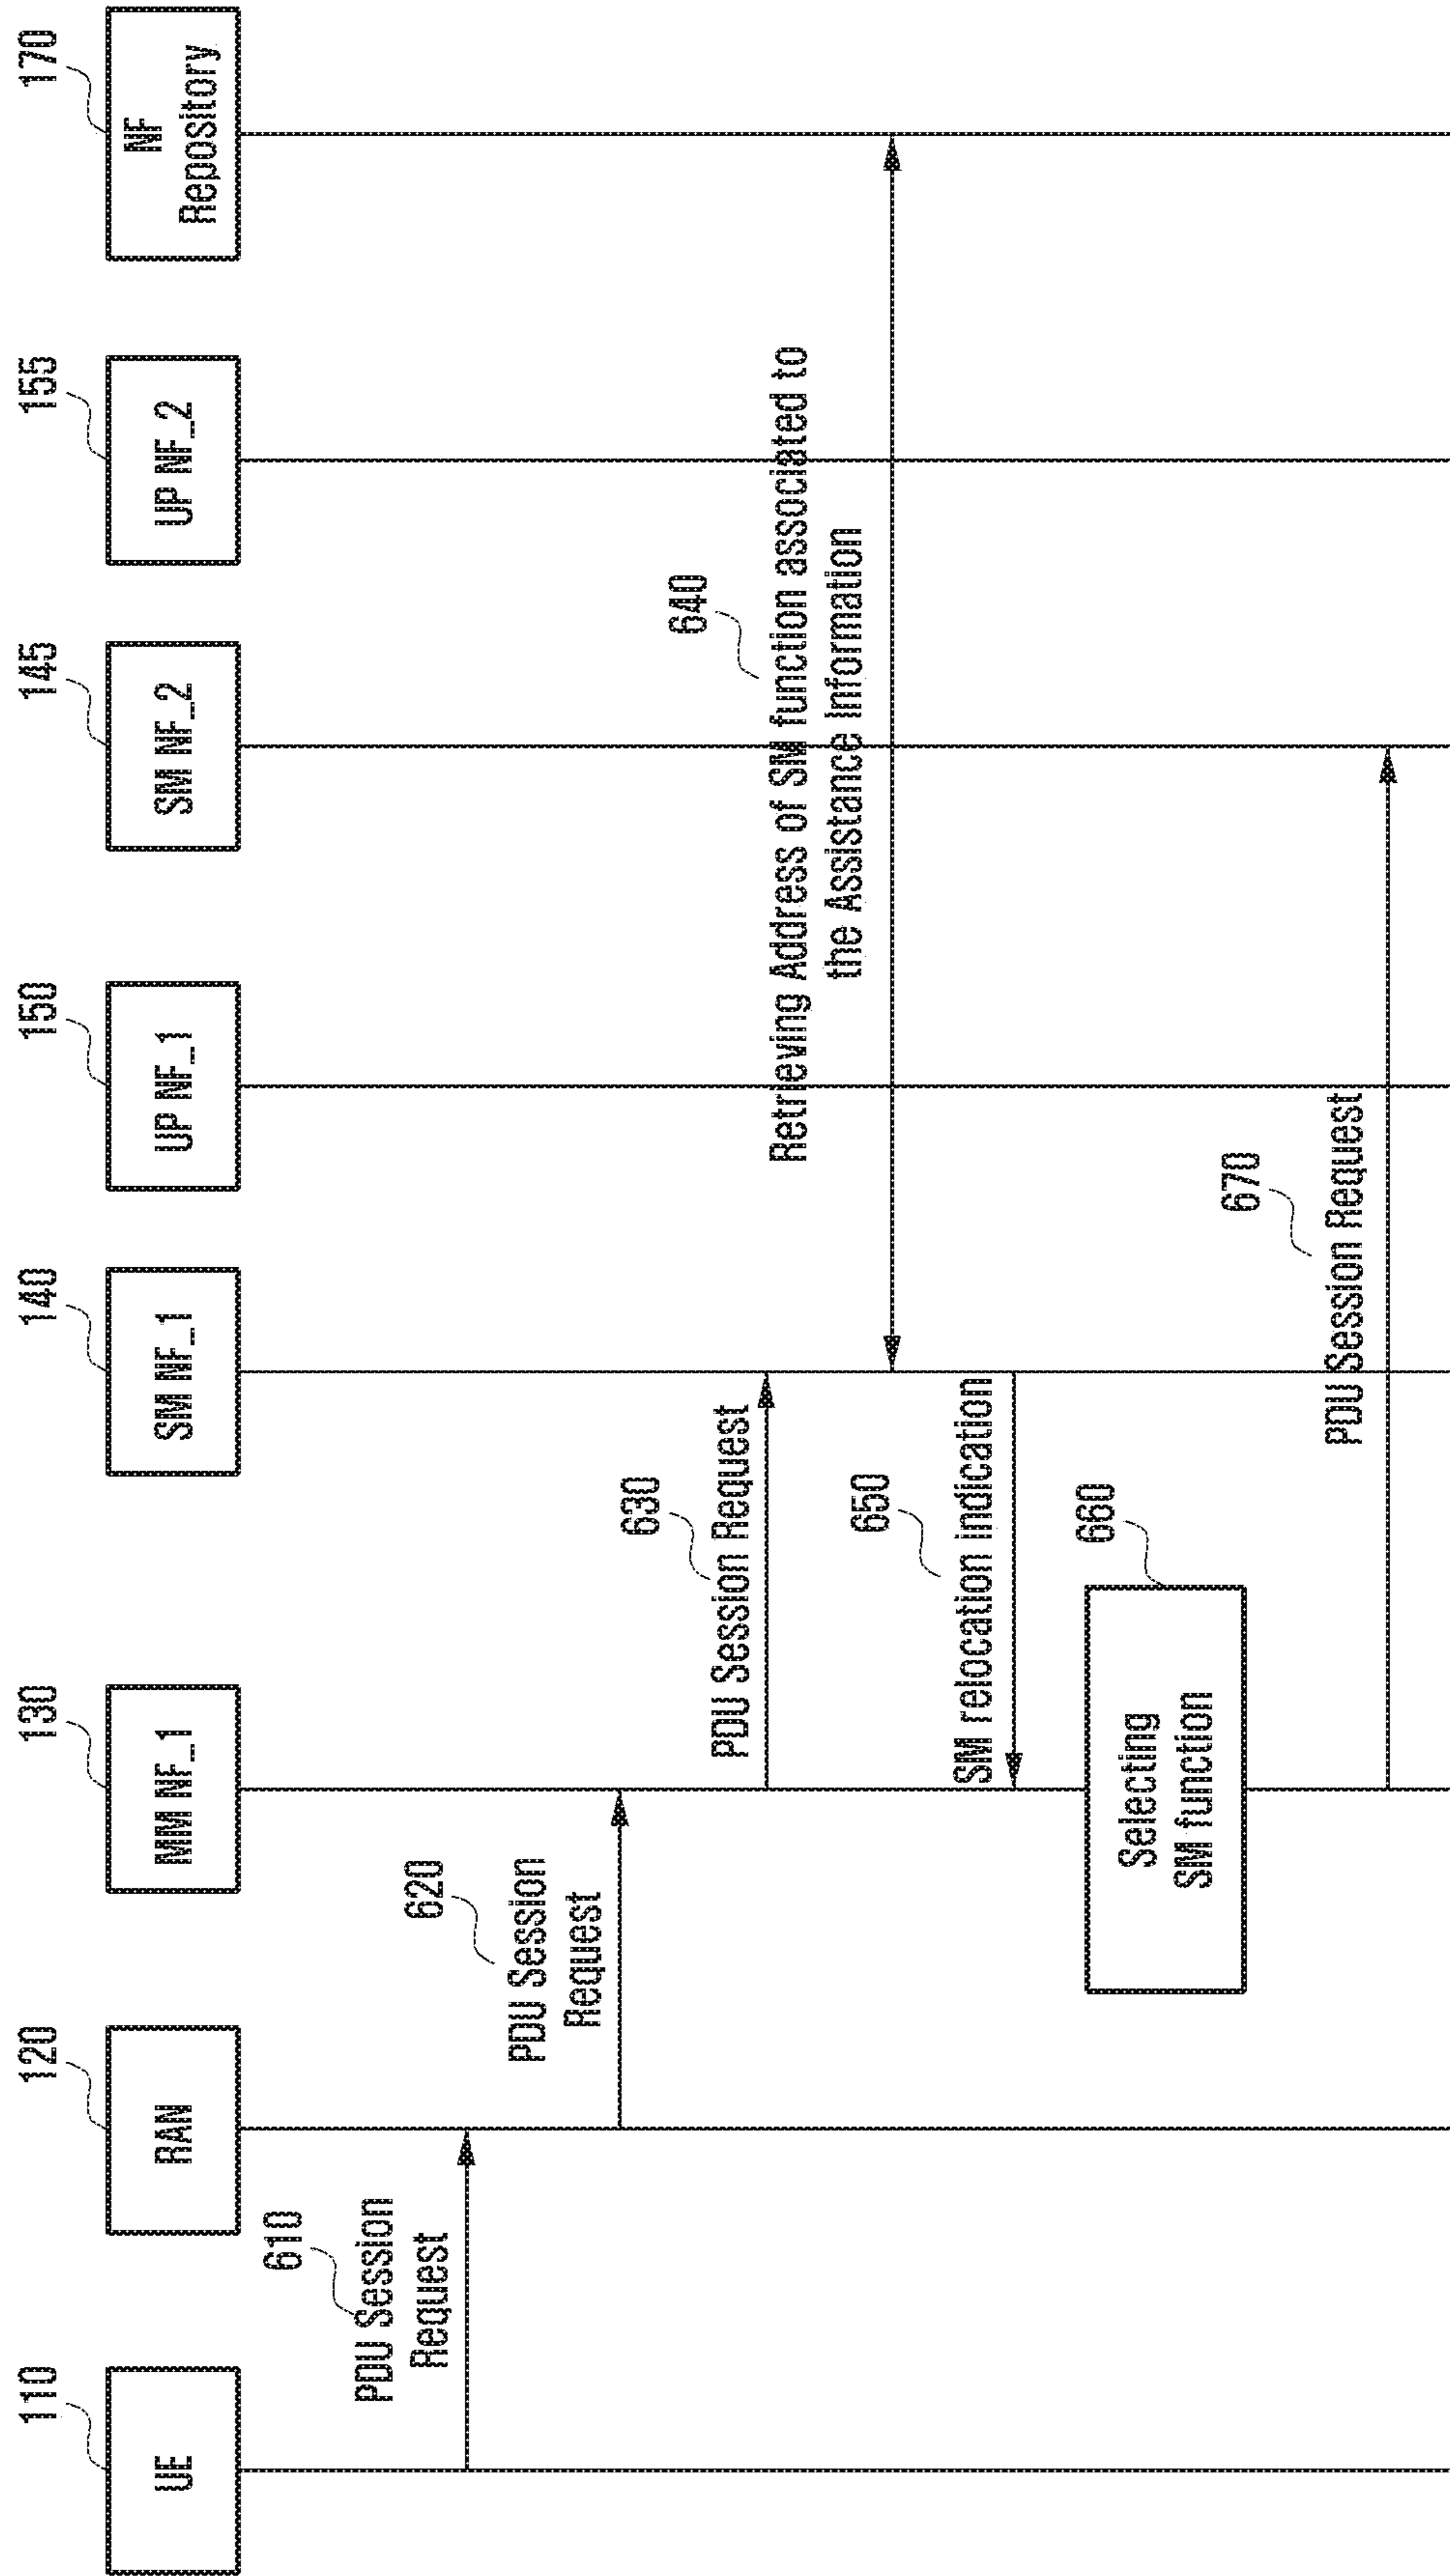 110
UE
120
RAN
130
MM NF_1
140
SM NF_1
150
UP NF_1
145
SM NF_2
155
UP NF_2
170
NF
Repository
610
PDU Session
Request
620
PDU Session
Request
630
PDU Session Request
640
Retrieving Address of SM function associated to
the Assistance Information
650
SM relocation indication
660
Selecting
SM function
670
PDU Session Request